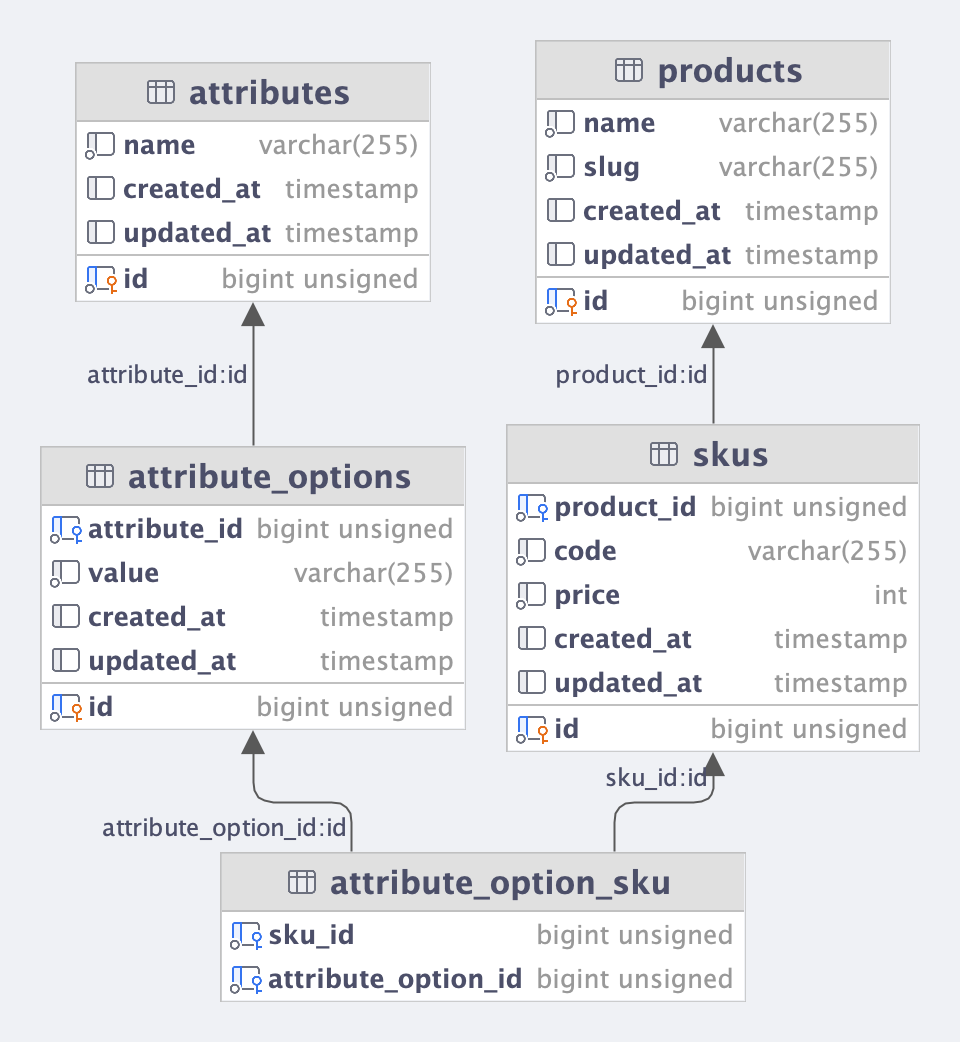 attributes
name varchar(255)
created_at timestamp
updated_at timestamp
id bigint unsigned
products
name varchar(255)
slug varchar(255)
created_at timestamp
updated_at timestamp
id bigint unsigned
attribute_id:id
product_id:id
attribute_options
attribute_id bigint unsigned
value varchar(255)
created_at timestamp
updated_at timestamp
id bigint unsigned
skus
product_id bigint unsigned
code varchar(255)
price int
created_at timestamp
updated_at timestamp
id bigint unsigned
sku_id:id
attribute_option_id:id
attribute_option_sku
sku_id bigint unsigned
attribute_option_id bigint unsigned